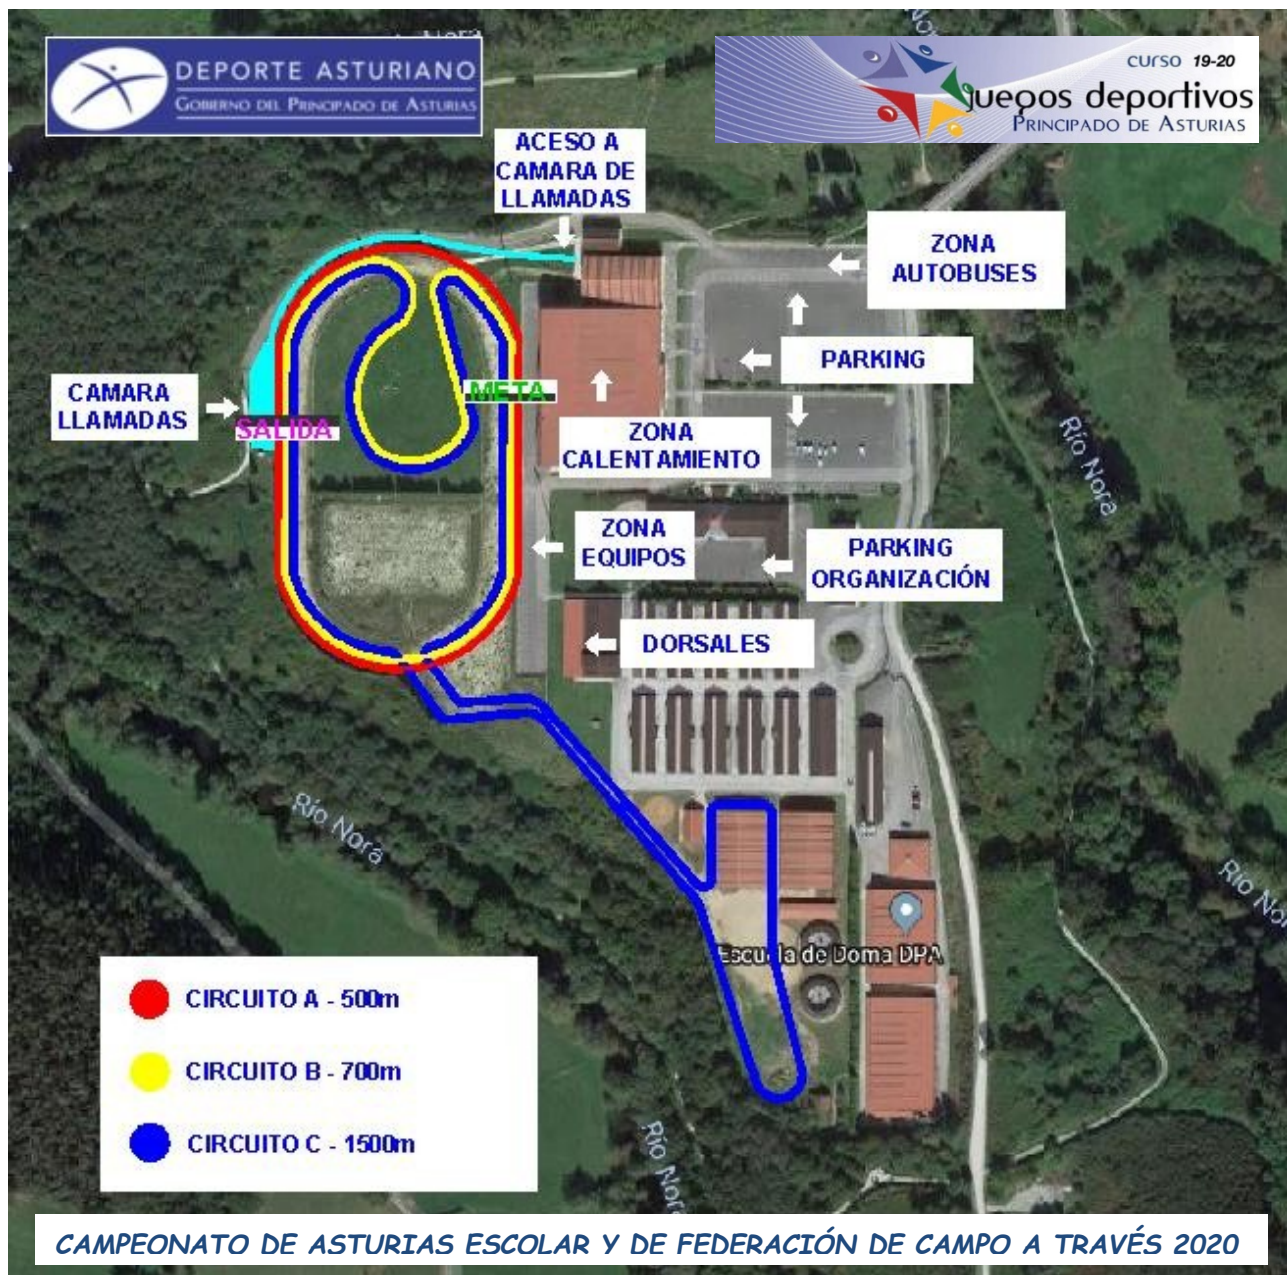 DEPORTE ASTURIANO
GOBIERNO DEL PRINCIPADO DE ASTURIAS
CURSO 19-20
juegos deportivos
PRINCIPADO DE ASTURIAS
ACESO A
CAMARA DE
LLAMADAS
ZONA
AUTOBUSES
PARKING
CAMARA
LLAMADAS
SALIDA
META
ZONA
CALENTAMIENTO
Río Nora
ZONA
EQUIPOS
PARKING
ORGANIZACIÓN
DORSALES
Río Nora
Río Nora
Escuela de Doma DPA
CIRCUITO A - 500m
CIRCUITO B - 700m
CIRCUITO C - 1500m
Río Nora
CAMPEONATO DE ASTURIAS ESCOLAR Y DE FEDERACIÓN DE CAMPO A TRAVÉS 2020